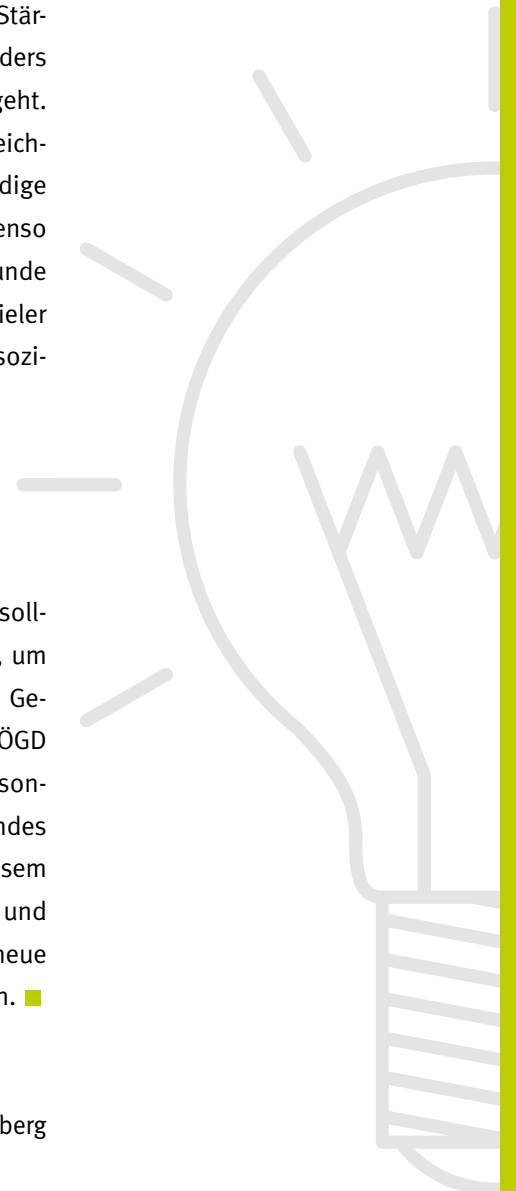 Stär-
ders
geht.
eich-
dige
enso
unde
ieler
sozi-
soll-
, um
Ge-
ÖGD
son-
ndes
sem
und
neue
n.
berg